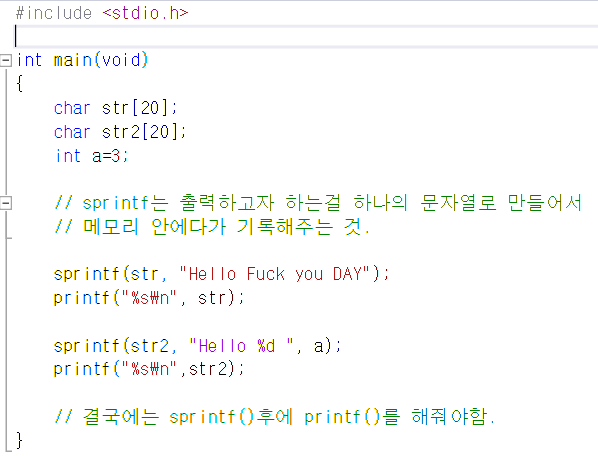 #include <stdio.h>
int main(void)
{
char str[20];
char str2[20];
int a=3;
// sprintf는 출력하고자 하는걸 하나의 문자열로 만들어서
// 메모리 안에다가 기록해주는 것.
sprintf(str, "Hello Fuck you DAY");
printf("%s₩n", str);
sprintf(str2, "Hello %d ", a);
printf("%s₩n",str2);
// 결국에는 sprintf()후에 printf()를 해줘야함.
}